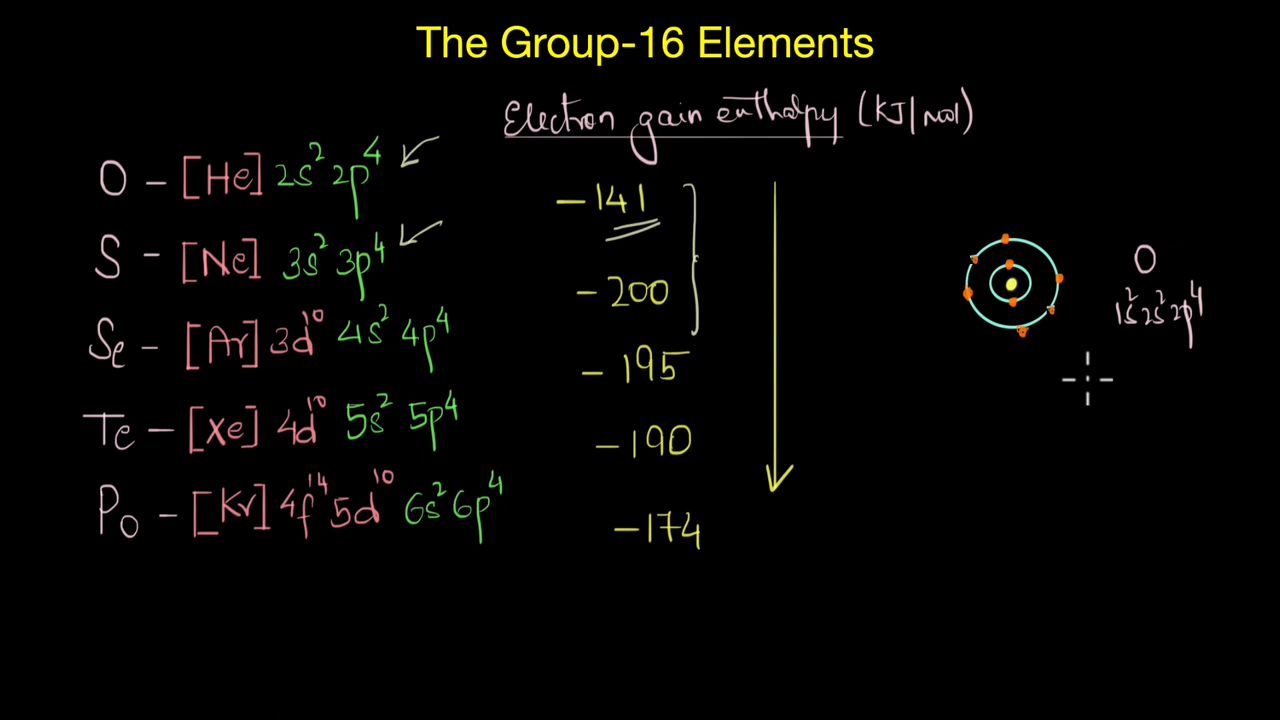 The Group-16 Elements
Electron gain enthalpy (KJ/mol)
O - [He] 2s² 2p⁴
-141
S - [Ne] 3s² 3p⁴
-200
Se - [Ar] 3d¹⁰ 4s² 4p⁴
-195
Te - [Xe] 4d¹⁰ 5s² 5p⁴
-190
Po - [Kr] 4f¹⁴ 5d¹⁰ 6s² 6p⁴
-174
O
1s² 2s² 2p⁴